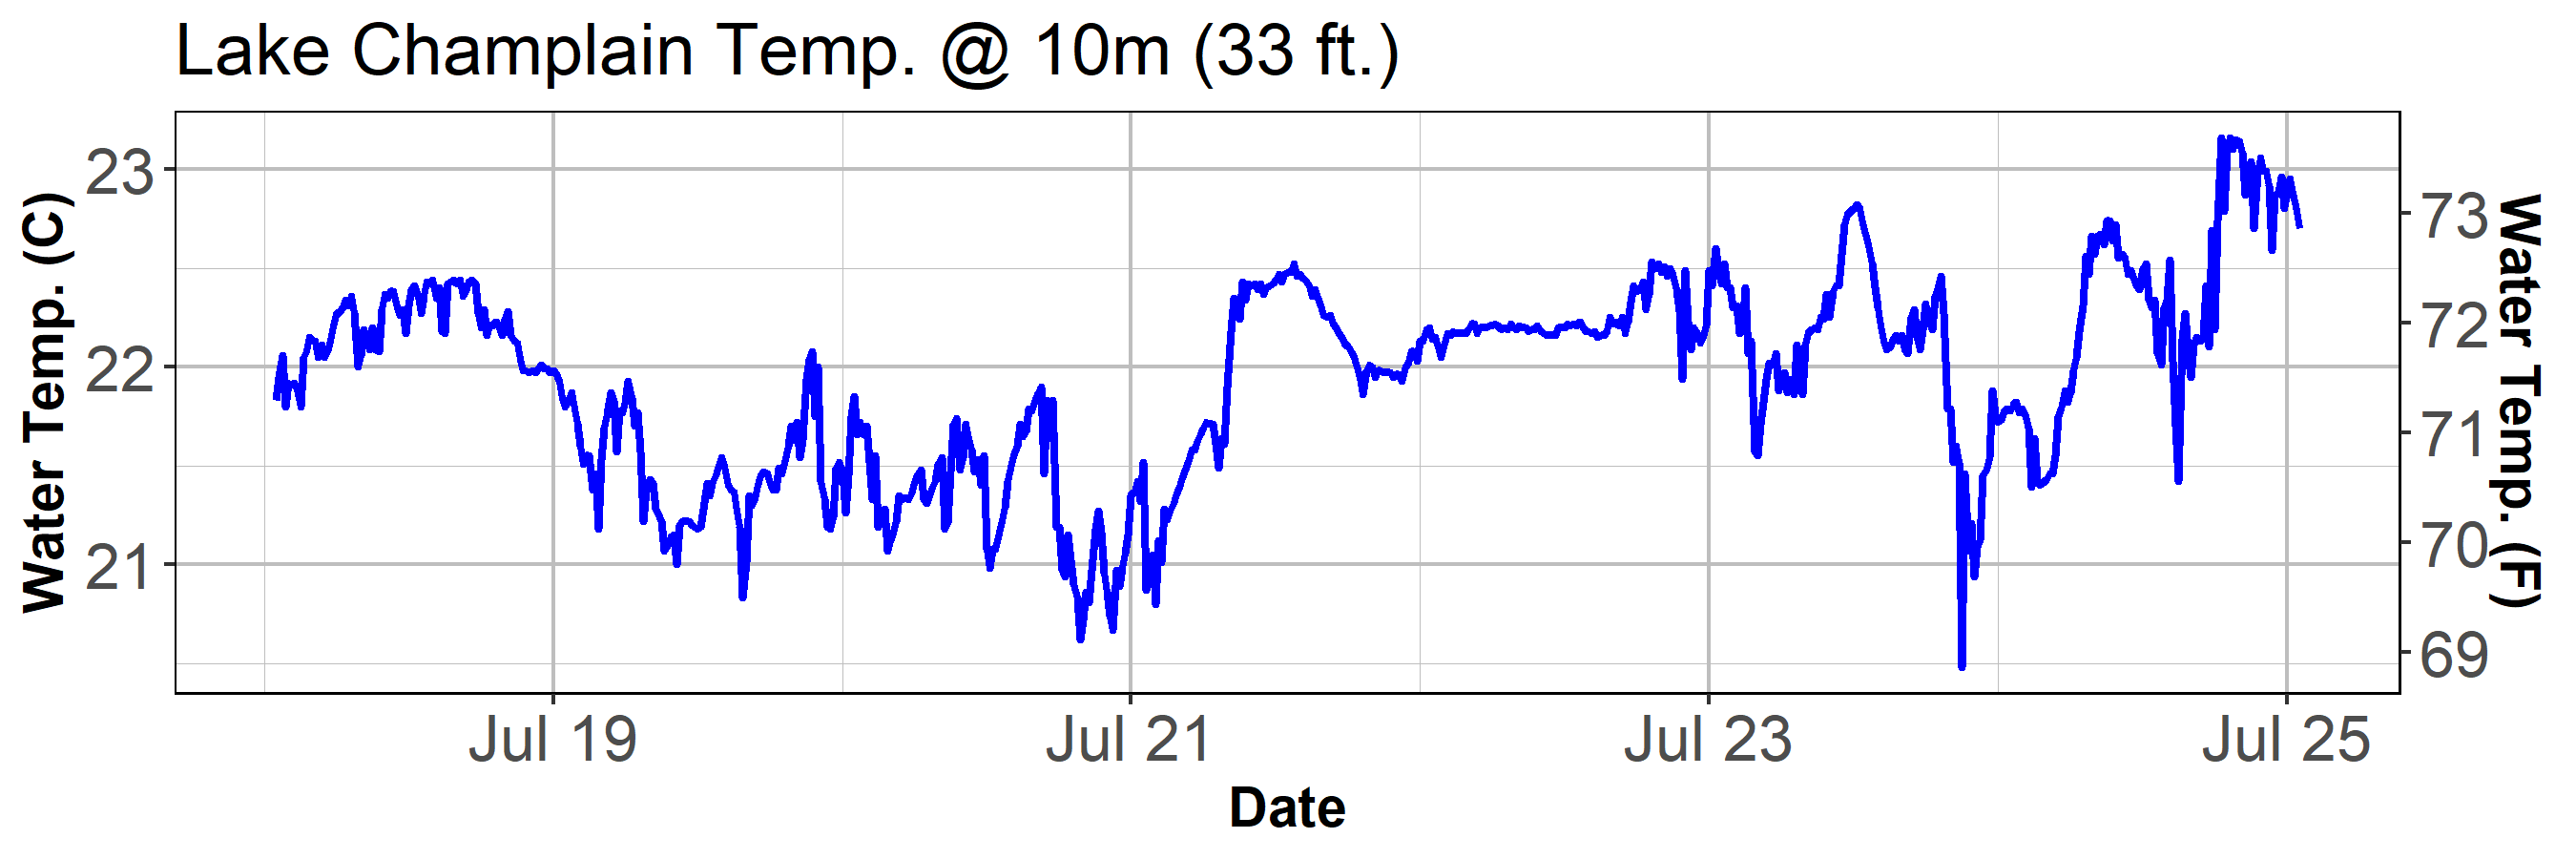 Lake Champlain Temp. @ 10m (33 ft.)
Water Temp. (C)
23
22
21
73
72
71
70
69
Water Temp. (F)
Jul 19
Jul 21
Jul 23
Jul 25
Date